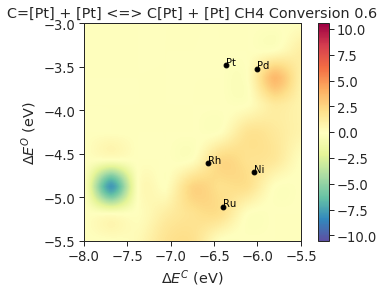 C=[Pt] + [Pt] <=> C[Pt] + [Pt] CH4 Conversion 0.6
−3.0
−3.5
−4.0
−4.5
−5.0
−5.5
ΔE^O (eV)
Pt
Pd
Rh
Ni
Ru
−8.0 −7.5 −7.0 −6.5 −6.0 −5.5
ΔE^C (eV)
10.0
7.5
5.0
2.5
0.0
−2.5
−5.0
−7.5
−10.0